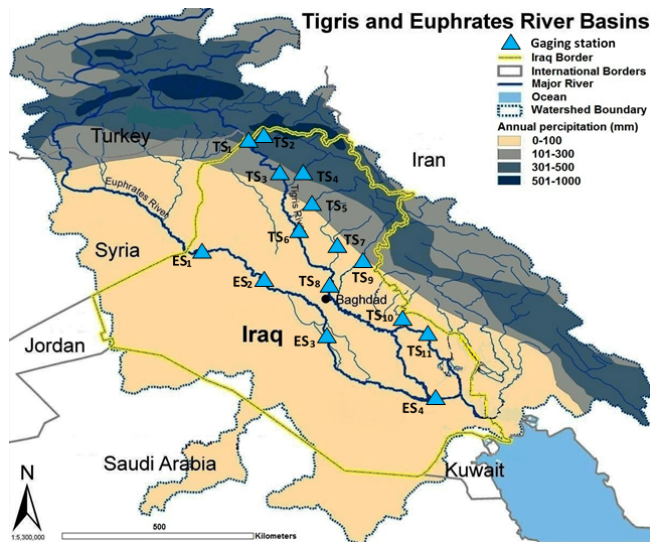 Tigris and Euphrates River Basins
Gaging station
Iraq Border
International Borders
Major River
Ocean
Watershed Boundary
Annual percipitation (mm)
0-100
101-300
301-500
501-1000
Turkey
Iran
TS1
TS2
TS3
TS4
Euphrates River
TS5
TS6
TS7
Syria
ES1
TS9
ES2
TS8
Baghdad
TS10
Iraq
ES3
TS11
Jordan
ES4
Saudi Arabia
Kuwait
N
500
1:5,300,000
Kilometers